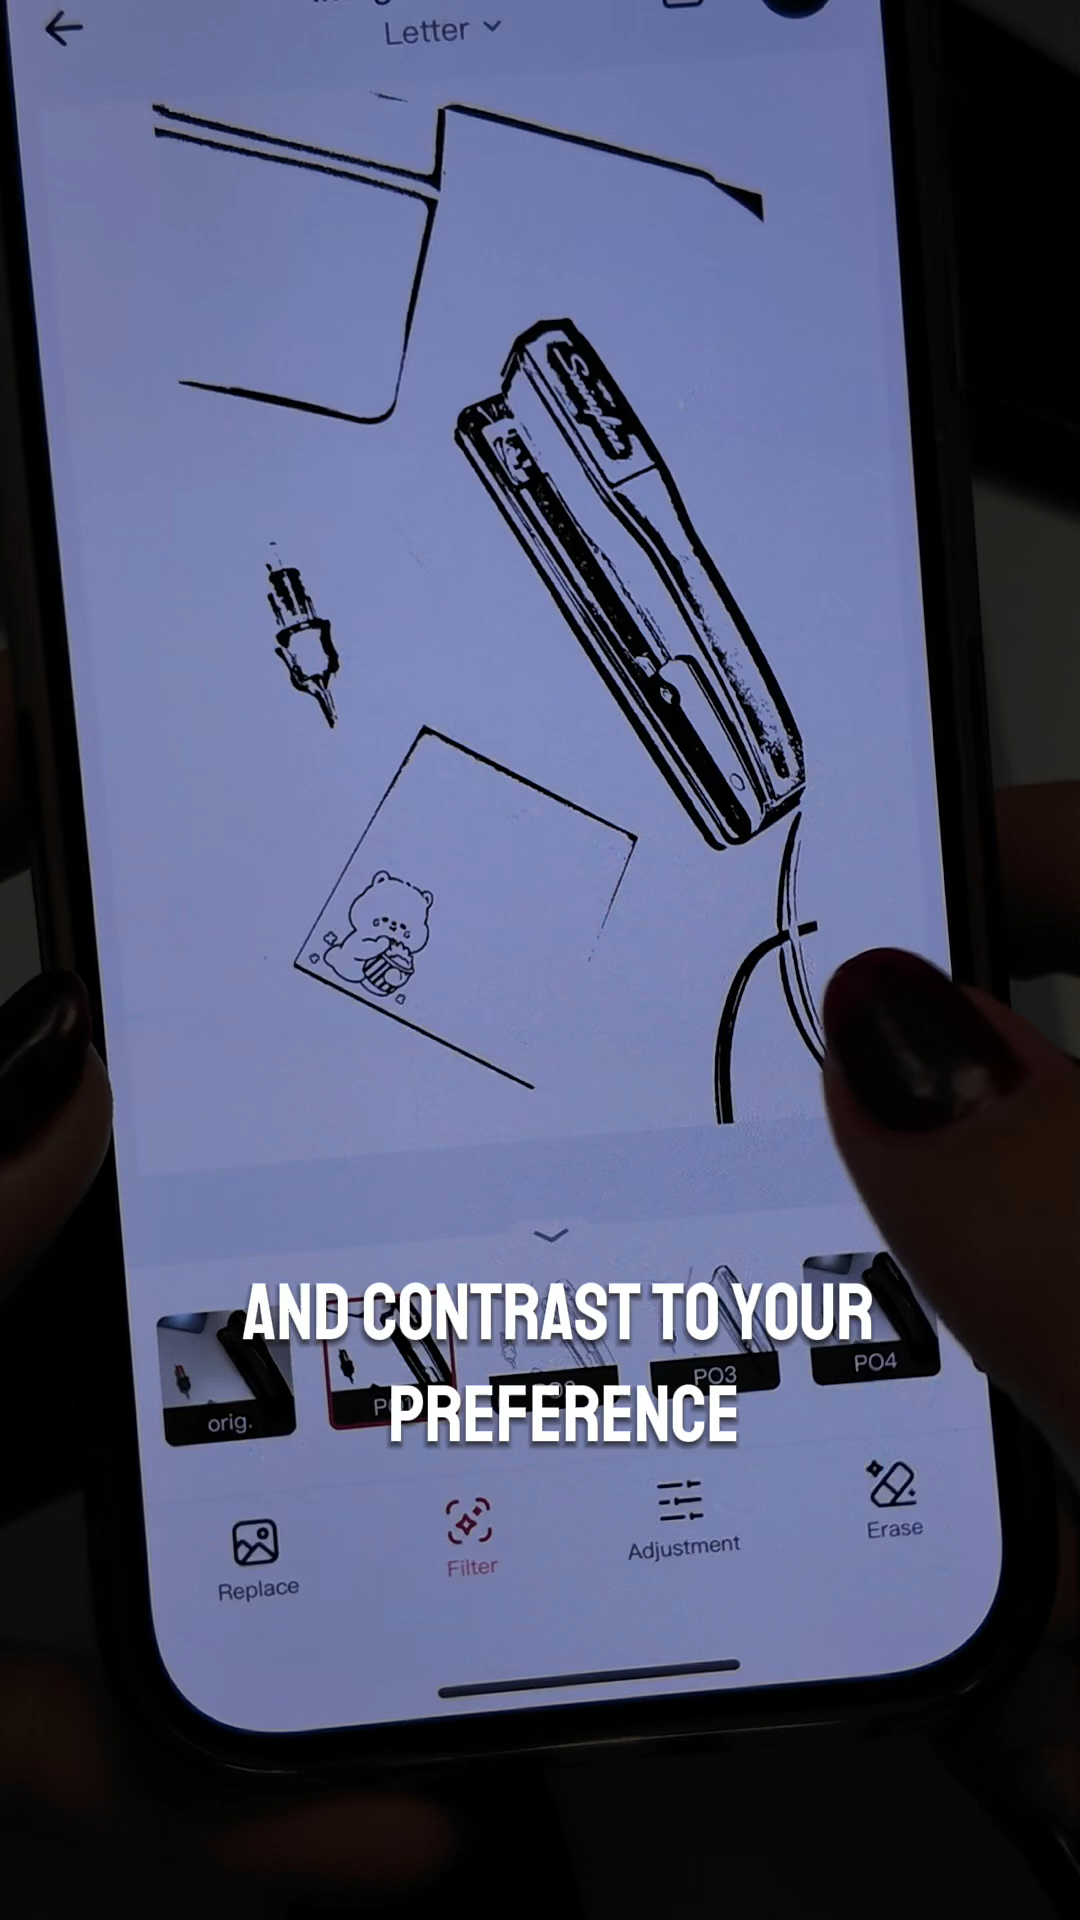 Letter
Swingline
AND CONTRAST TO YOUR
PREFERENCE
orig.
PO3
PO4
Replace
Filter
Adjustment
Erase